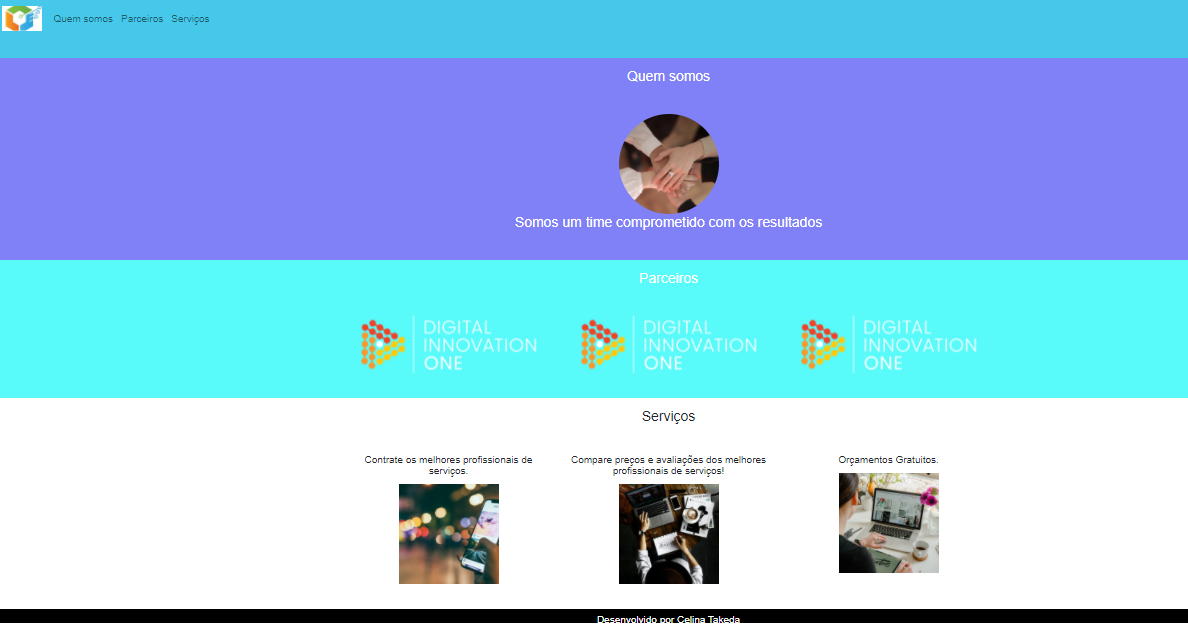 Quem somos Parceiros Serviços
Quem somos
Somos um time comprometido com os resultados
Parceiros
DIGITAL
INNOVATION
ONE
DIGITAL
INNOVATION
ONE
DIGITAL
INNOVATION
ONE
Serviços
Contrate os melhores profissionais de
serviços.
Compare preços e avaliações dos melhores
profissionais de serviços!
Orçamentos Gratuitos.
Desenvolvido por Celina Takeda